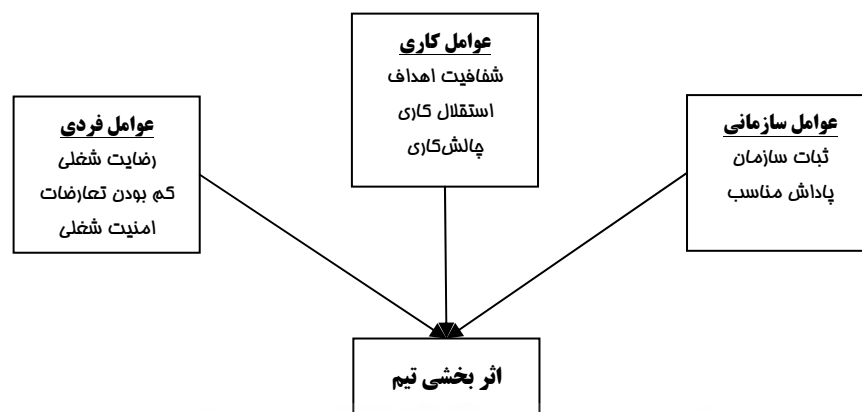 عوامل کاری
شفافیت اهداف
استقلال کاری
چالش‌کاری
عوامل سازمانی
ثبات سازمان
پاداش مناسب
عوامل فردی
رضایت شغلی
کم بودن تعارضات
امنیت شغلی
اثر بخشی تیم